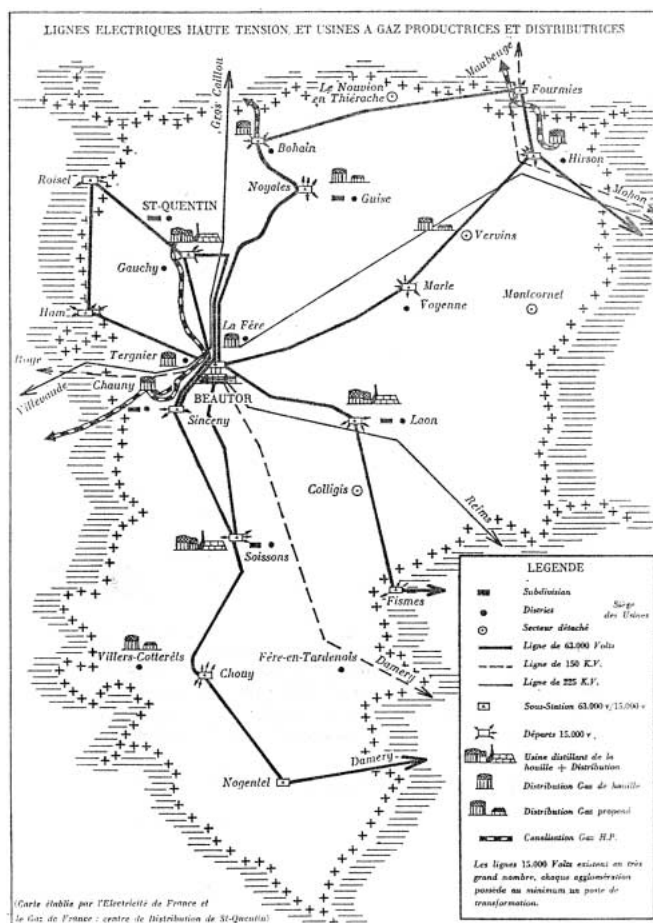 LIGNES ELECTRIQUES HAUTE TENSION ET USINES A GAZ PRODUCTRICES ET DISTRIBUTRICES
Maubeuge
Gros Caillou
Le Nouvion
en Thiérache
Fourmies
Bohain
Hirson
Roisel
Noyales
ST-QUENTIN
Guise
Mohon
Vervins
Gauchy
Marle
Voyenne
Montcornet
Ham
La Fère
Tergnier
Roye
Chauny
Villevaude
BEAUTOR
Sinceny
Laon
Colligis
Reims
Soissons
Fismes
Villers-Cotterêts
Chouy
Fère-en-Tardenois
Damery
Damery
Nogentel
LEGENDE
Subdivision
District
Siège
des Usines
Secteur détaché
Ligne de 63.000 Volts
Ligne de 150 K.V.
Ligne de 225 K.V.
Sous-Station 63.000 v/15.000 v
Départs 15.000 v.
Usine distillant de la
houille + Distribution
Distribution Gaz de houille
Distribution Gaz propané
Canalisation Gaz H.P.
Les lignes 15.000 Volts existent en très
grand nombre, chaque agglomération
possède au minimum un poste de
transformation.
(Carte établie par l'Electricité de France et
le Gaz de France : centre de Distribution de St-Quentin)